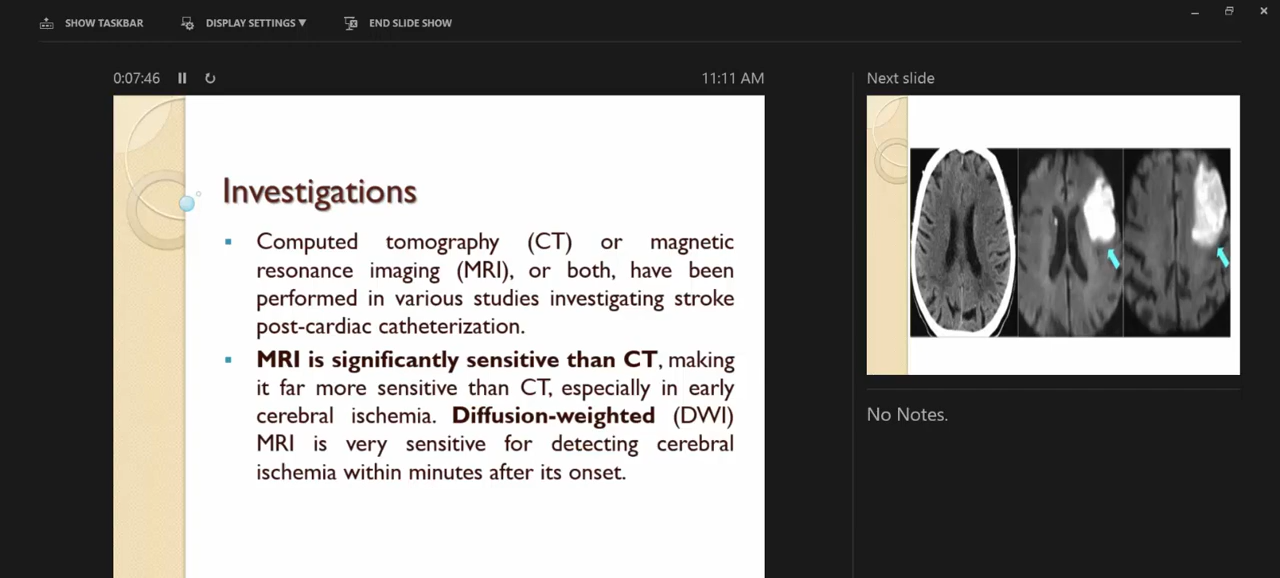 SHOW TASKBAR
DISPLAY SETTINGS ▼
END SLIDE SHOW
0:07:46
11:11 AM
Next slide
Investigations
Computed tomography (CT) or magnetic
resonance imaging (MRI), or both, have been
performed in various studies investigating stroke
post-cardiac catheterization.
MRI is significantly sensitive than CT, making
it far more sensitive than CT, especially in early
cerebral ischemia. Diffusion-weighted (DWI)
MRI is very sensitive for detecting cerebral
ischemia within minutes after its onset.
No Notes.